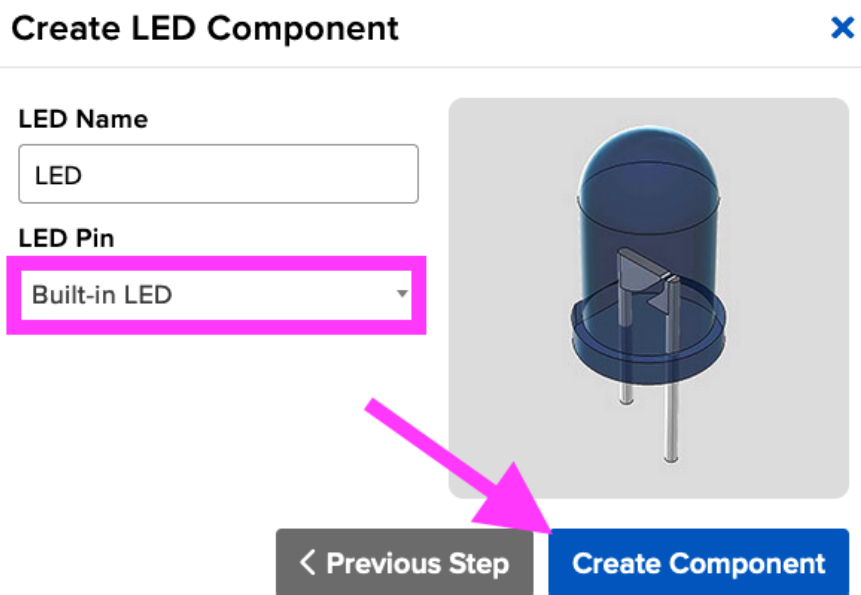 Create LED Component
LED Name
LED
LED Pin
Built-in LED
Previous Step
Create Component